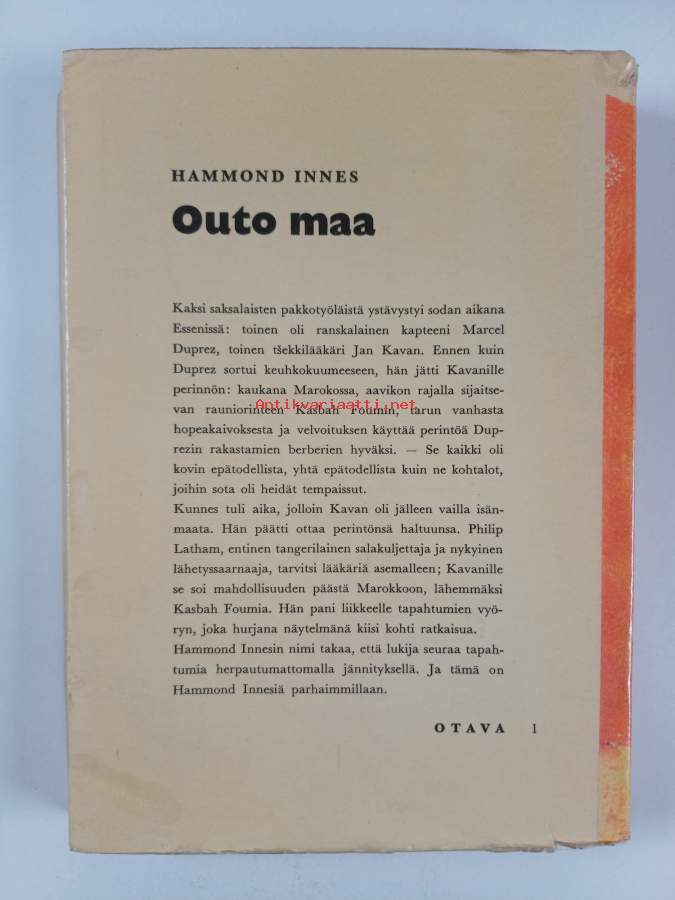 HAMMOND INNES
Outo maa
Kaksi saksalaisten pakkotyöläistä ystävystyi sodan aikana
Essenissä: toinen oli ranskalainen kapteeni Marcel
Duprez, toinen tšekkilääkäri Jan Kavan. Ennen kuin
Duprez sortui keuhkokuumeeseen, hän jätti Kavanille
perinnön: kaukana Marokossa, aavikon rajalla sijaitse-
van rauniorinteen Kasbah Foumin, tarun vanhasta
Antikvariaatti.net
hopeakaivoksesta ja velvoituksen käyttää perintöä Dup-
rezin rakastamien berberien hyväksi. — Se kaikki oli
kovin epätodellista, yhtä epätodellista kuin ne kohtalot,
joihin sota oli heidät tempaissut.
Kunnes tuli aika, jolloin Kavan oli jälleen vailla isän-
maata. Hän päätti ottaa perintönsä haltuunsa. Philip
Latham, entinen tangerilainen salakuljettaja ja nykyinen
lähetyssaarnaaja, tarvitsi lääkäriä asemalleen; Kavanille
se soi mahdollisuuden päästä Marokkoon, lähemmäksi
Kasbah Foumia. Hän pani liikkeelle tapahtumien vyö-
ryn, joka hurjana näytelmänä kiisi kohti ratkaisua.
Hammond Innesin nimi takaa, että lukija seuraa tapah-
tumia herpautumattomalla jännityksellä. Ja tämä on
Hammond Innesiä parhaimmillaan.
OTAVA 1